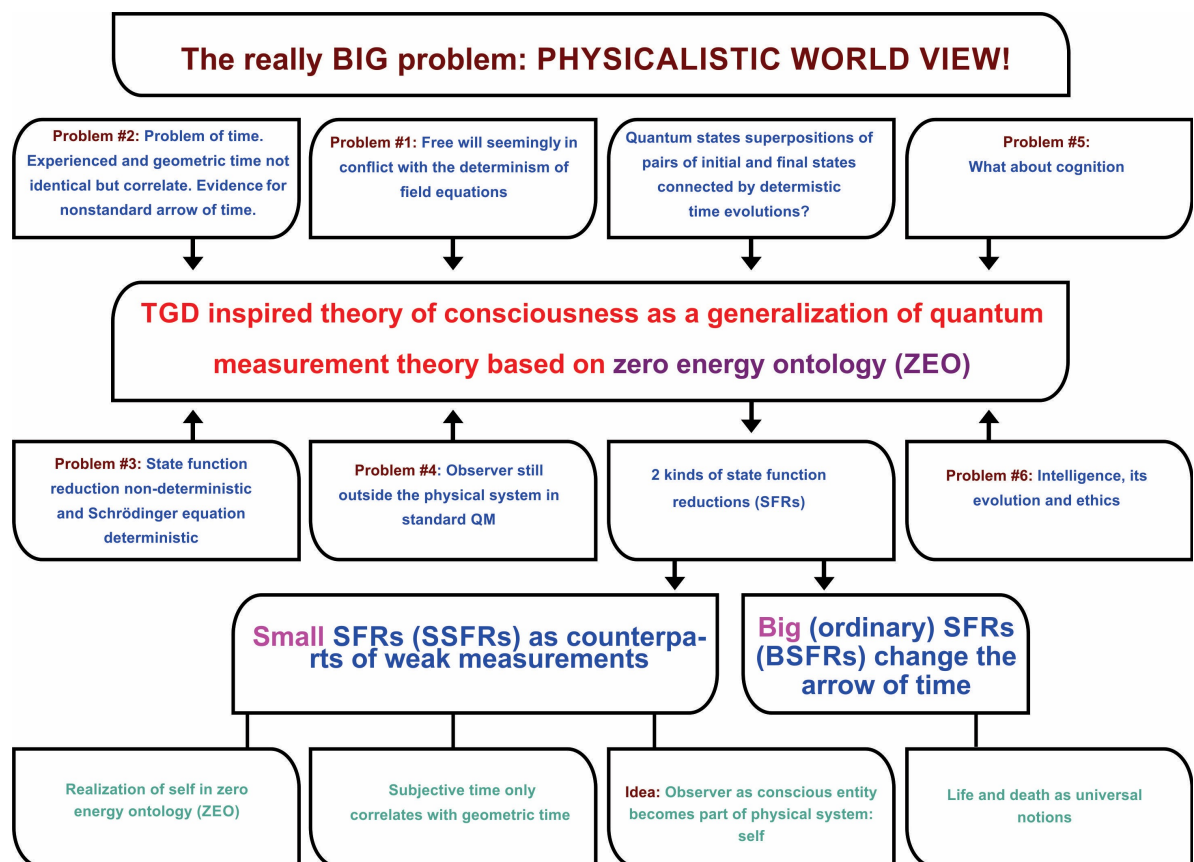 The really BIG problem: PHYSICALISTIC WORLD VIEW!
Problem #2: Problem of time.
Experienced and geometric time not
identical but correlate. Evidence for
nonstandard arrow of time.
Problem #1: Free will seemingly in
conflict with the determinism of
field equations
Quantum states superpositions of
pairs of initial and final states
connected by determistic
time evolutions?
Problem #5:
What about cognition
TGD inspired theory of consciousness as a generalization of quantum
measurement theory based on zero energy ontology (ZEO)
Problem #3: State function
reduction non-deterministic
and Schrödinger equation
deterministic
Problem #4: Observer still
outside the physical system in
standard QM
2 kinds of state function
reductions (SFRs)
Problem #6: Intelligence, its
evolution and ethics
Small SFRs (SSFRs) as counterpa-
rts of weak measurements
Big (ordinary) SFRs
(BSFRs) change the
arrow of time
Realization of self in zero
energy ontology (ZEO)
Subjective time only
correlates with geometric time
Idea: Observer as conscious entity
becomes part of physical system:
self
Life and death as universal
notions